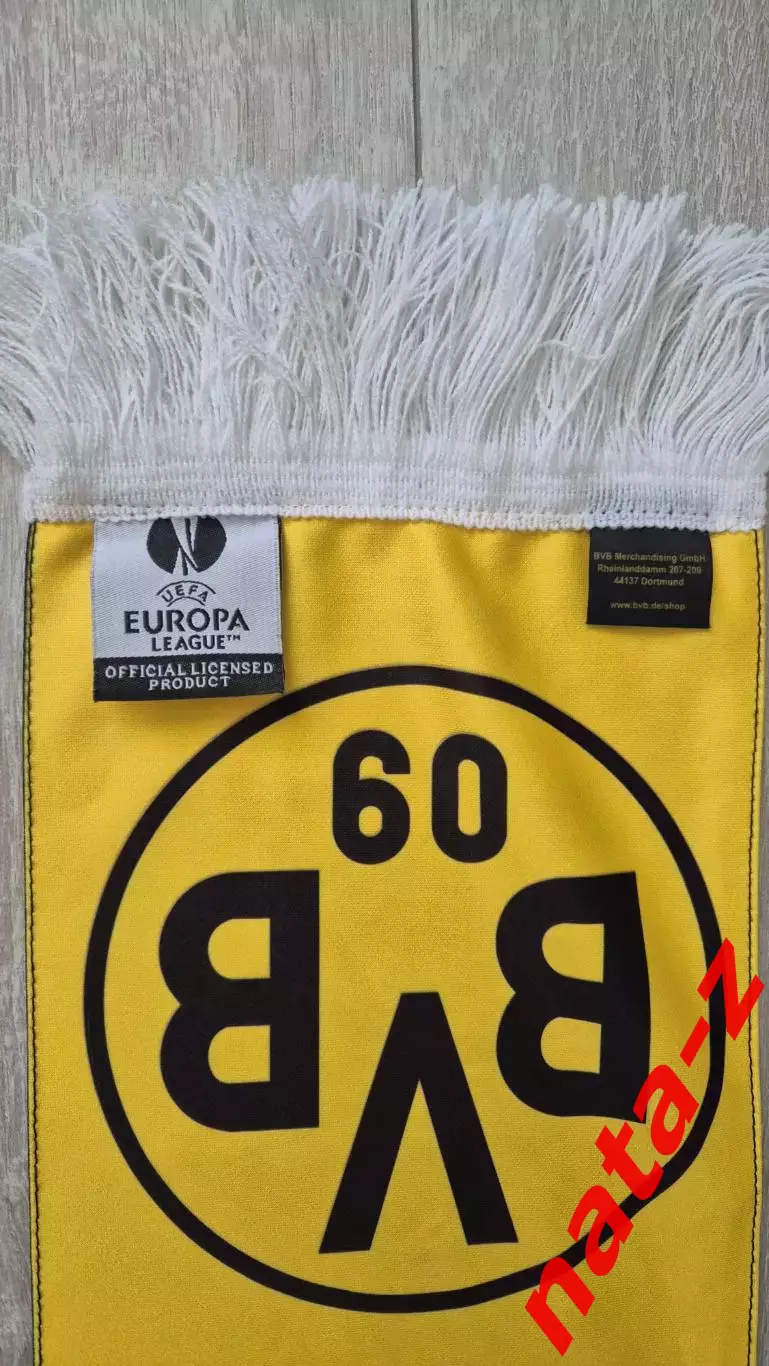 UEFA
EUROPA
LEAGUE™
OFFICIAL LICENSED
PRODUCT
BVB Merchandising GmbH
Rheinlanddamm 207-209
44137 Dortmund
www.bvb.de/shop
09
BVB
nata-z